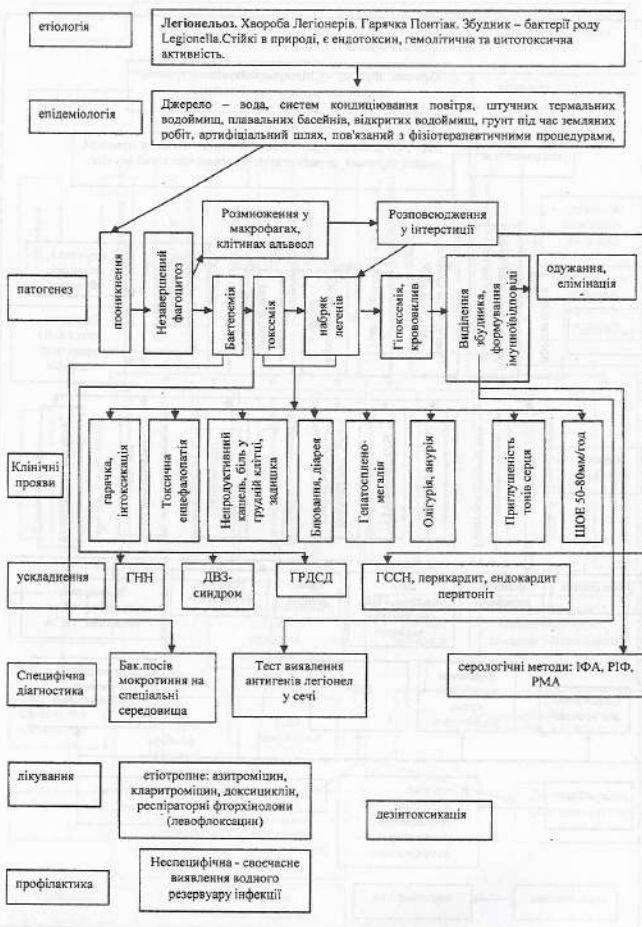 етіологія
Легіонельоз. Хвороба Легіонерів. Гарячка Понтіак. Збудник – бактерії роду
Legionella.Стійкі в природі, є ендотоксин, гемолітична та цитотоксична
активність.
епідеміологія
Джерело – вода, систем кондиціювання повітря, штучних термальних
водоймищ, плавальних басейнів, відкритих водоймищ, ґрунт під час земляних
робіт, артифіціальний шлях, пов'язаний з фізіотерапевтичними процедурами,
Розмноження у
макрофагах,
клітинах альвеол
Розповсюдження
у інтерстиції
патогенез
пооникнення
Незавершений
фагоцитоз
Бактеремія
токсемія
набряк
легенів
Гіпоксемія,
крововилив
Виділення
збудника,
формування
імунноївідповіді
одужання,
елімінація
Клінічні
прояви
гарячка,
інтоксикація
Токсична
енцефалопатія
Непродуктивний
кашель, біль у
грудній клітці,
задишка
Блювання, діарея
Гепатоспленo-
мегалія
Олігурія, анурія
Приглушеність
тонів серця
ШОЕ 50-80мм/год
ускладнення
ГНН
ДВЗ-
синдром
ГРДСД
ГССН, перикардит, ендокардит
перитоніт
Специфічна
діагностика
Бак.посів
мокротиння на
спеціальні
середовища
Тест виявлення
антигенів легіонел
у сечі
серологічні методи: ІФА, РІФ,
РМА
лікування
етіотропне: азитроміцин,
кларитроміцин, доксициклін,
респіраторні фторхінолони
(левофлоксацин)
дезінтоксикація
профілактика
Неспецифічна - своєчасне
виявлення водного
резервуару інфекції